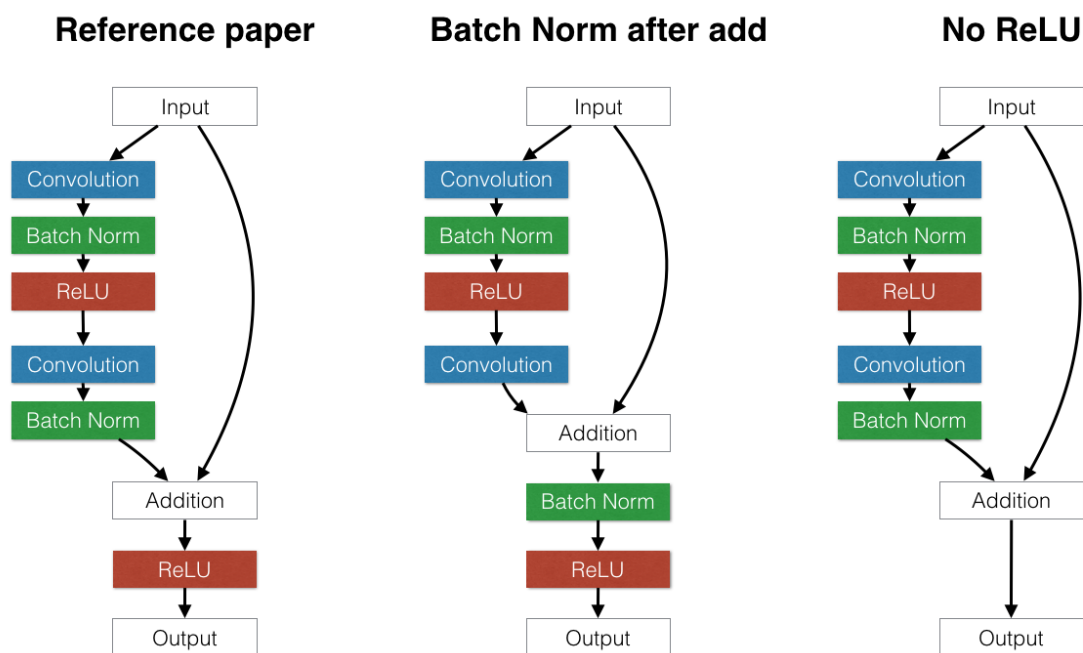 Reference paper
Input
Convolution
Batch Norm
ReLU
Convolution
Batch Norm
Addition
ReLU
Output
Batch Norm after add
Input
Convolution
Batch Norm
ReLU
Convolution
Addition
Batch Norm
ReLU
Output
No ReLU
Input
Convolution
Batch Norm
ReLU
Convolution
Batch Norm
Addition
Output